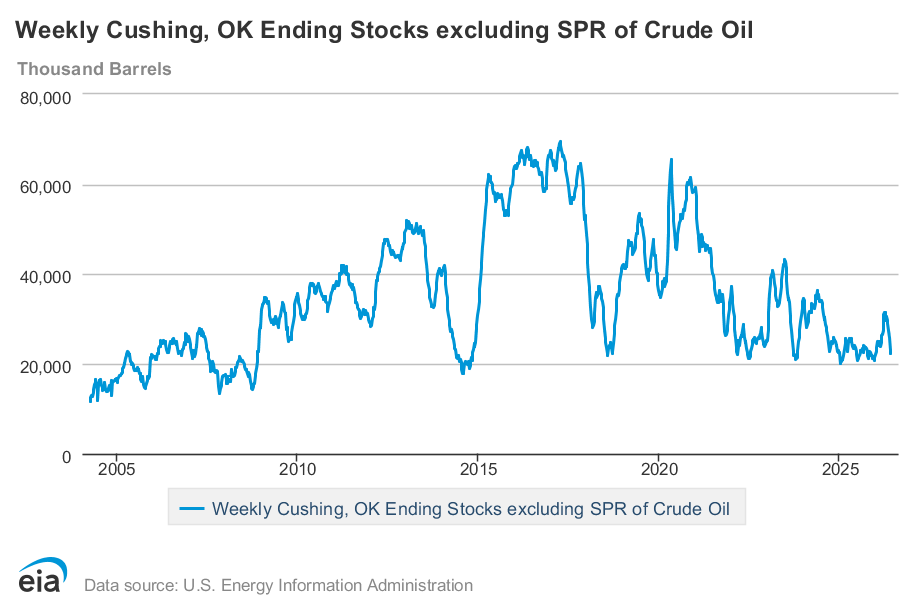 Weekly Cushing, OK Ending Stocks excluding SPR of Crude Oil
Thousand Barrels
80,000
60,000
40,000
20,000
0
2005 2010 2015 2020 2025
Weekly Cushing, OK Ending Stocks excluding SPR of Crude Oil
eia Data source: U.S. Energy Information Administration